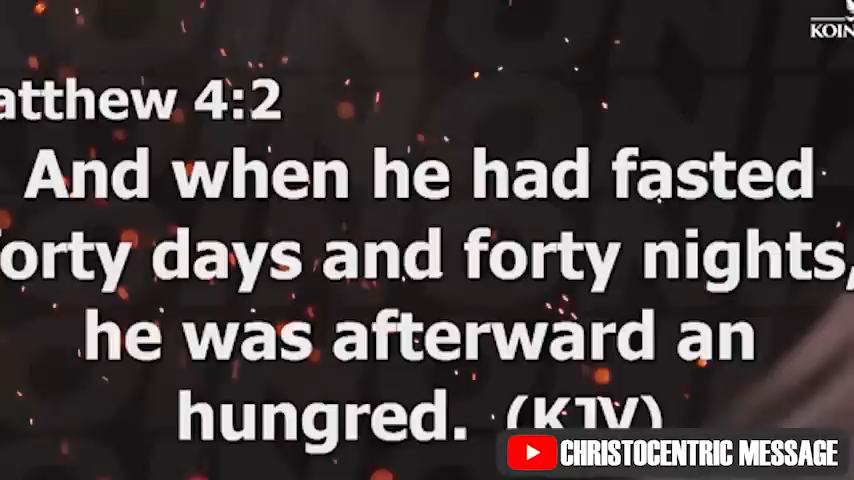 KOIN
atthew 4:2
And when he had fasted
orty days and forty nights,
he was afterward an
hungred. (KJV)
CHRISTOCENTRIC MESSAGE